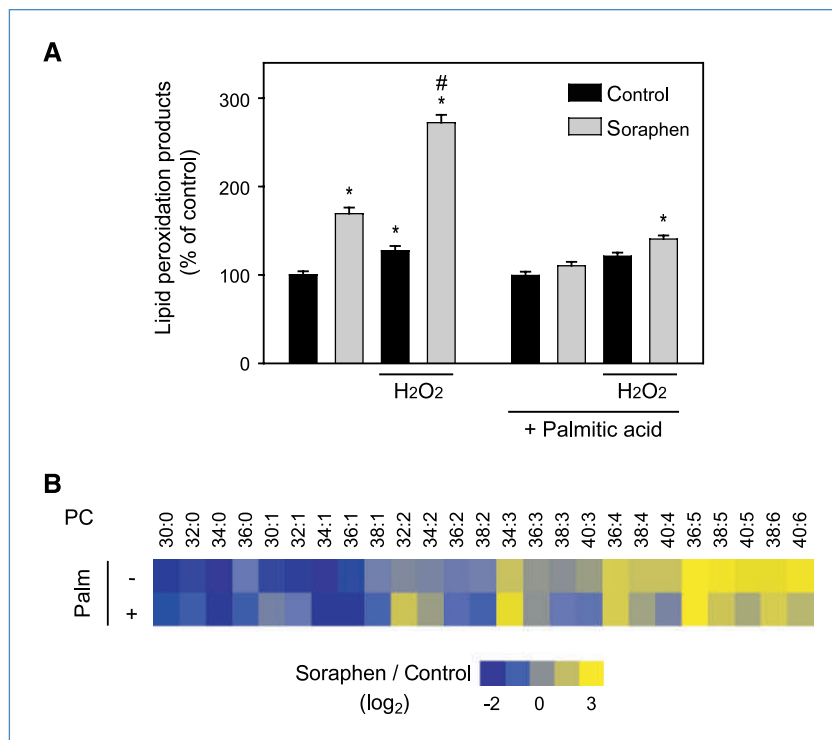 A
Lipid peroxidation products
(% of control)
300
200
100
0
Control
Soraphen
*
*
#
*
*
H2O2
H2O2
+ Palmitic acid
B
PC
30:0 32:0 34:0 36:0 30:1 32:1 34:1 36:1 38:1 32:2 34:2 36:2 38:2 34:3 36:3 38:3 40:3 36:4 38:4 40:4 36:5 38:5 40:5 38:6 40:6
Palm
-
+
Soraphen / Control
(log2)
-2 0 3